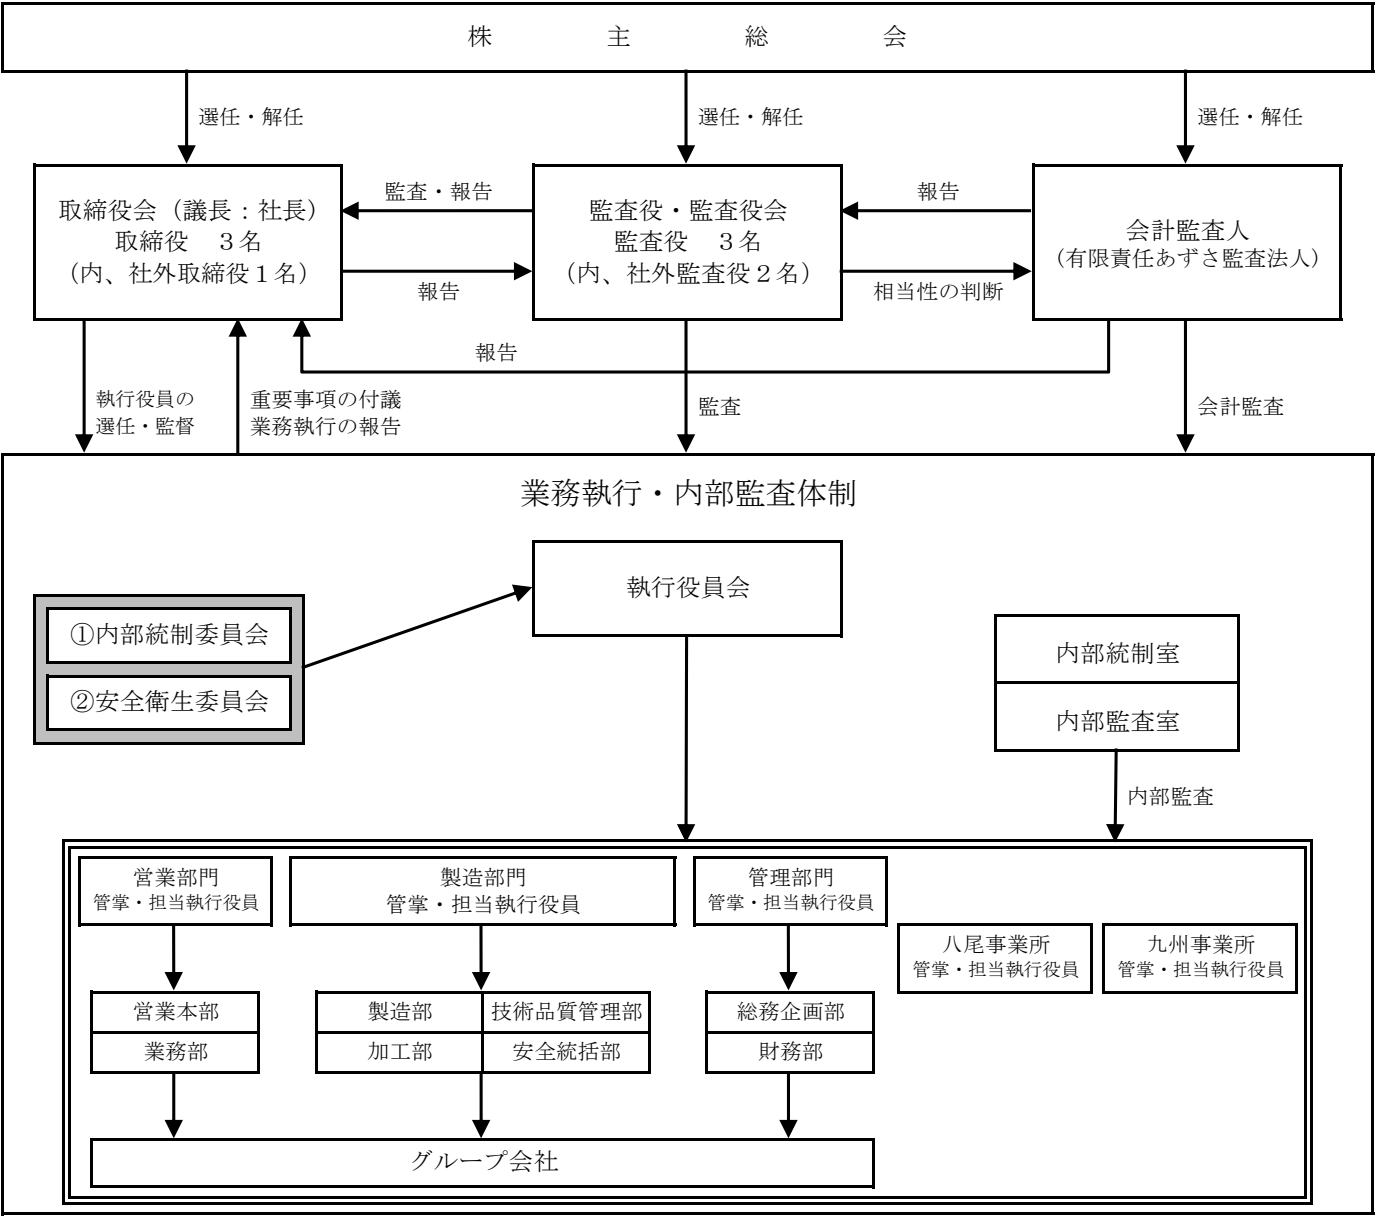 株主総会
選任・解任
選任・解任
選任・解任
取締役会（議長：社長）
取締役　３名
（内、社外取締役１名）
監査・報告
報告
監査役・監査役会
監査役　３名
（内、社外監査役２名）
報告
相当性の判断
会計監査人
（有限責任あずさ監査法人）
報告
執行役員の
選任・監督
重要事項の付議
業務執行の報告
監査
会計監査
業務執行・内部監査体制
執行役員会
①内部統制委員会
②安全衛生委員会
内部統制室
内部監査室
内部監査
営業部門
管掌・担当執行役員
製造部門
管掌・担当執行役員
管理部門
管掌・担当執行役員
八尾事業所
管掌・担当執行役員
九州事業所
管掌・担当執行役員
営業本部
業務部
製造部
技術品質管理部
加工部
安全統括部
総務企画部
財務部
グループ会社